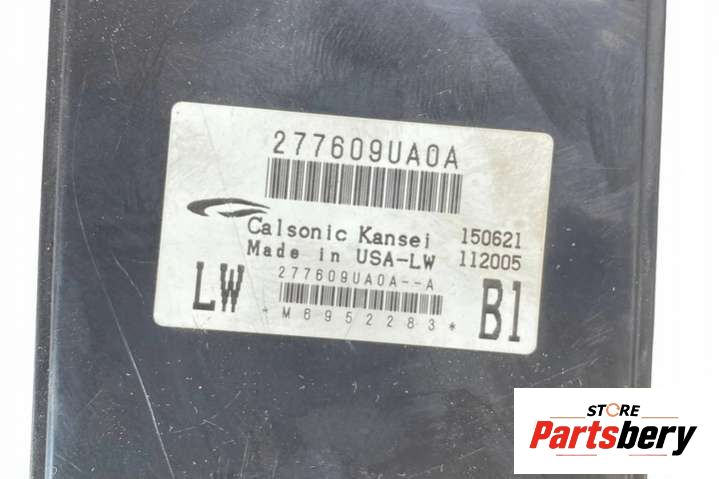 277609UA0A
Calsonic Kansei 150621
Made in USA-LW 112005
277609UA0A--A
LW
*M6952283*
B1
STORE
Partsbery